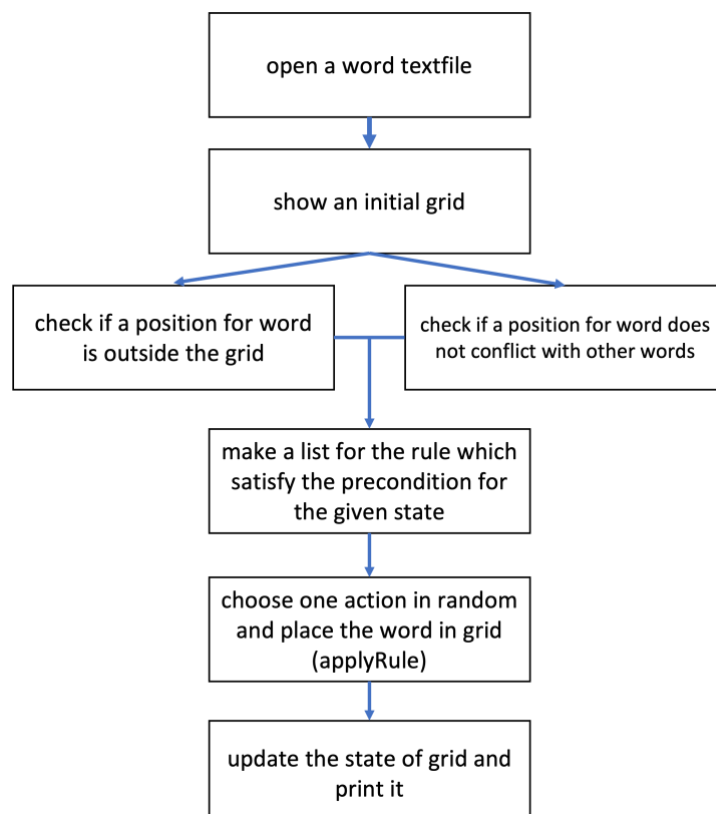 open a word textfile
show an initial grid
check if a position for word
is outside the grid
check if a position for word does
not conflict with other words
make a list for the rule which
satisfy the precondition for
the given state
choose one action in random
and place the word in grid
(applyRule)
update the state of grid and
print it